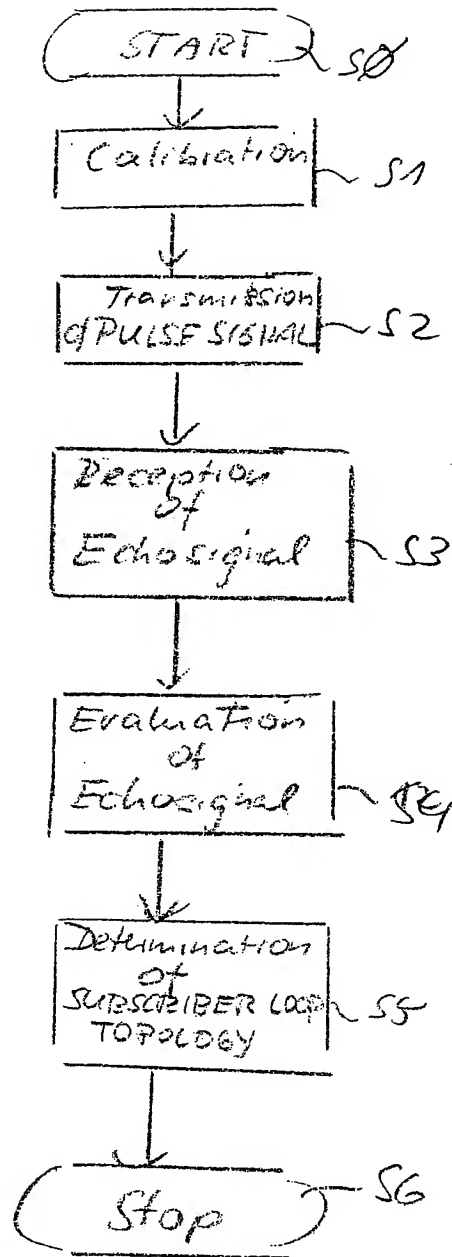 START SØ
Calibration S1
Transmission
of PULSE SIGNAL S2
Reception
of
Echosignal S3
Evaluation
of
Echosignal S4
Determination
of
SUBSCRIBER LOOP S5
TOPOLOGY
Stop S6